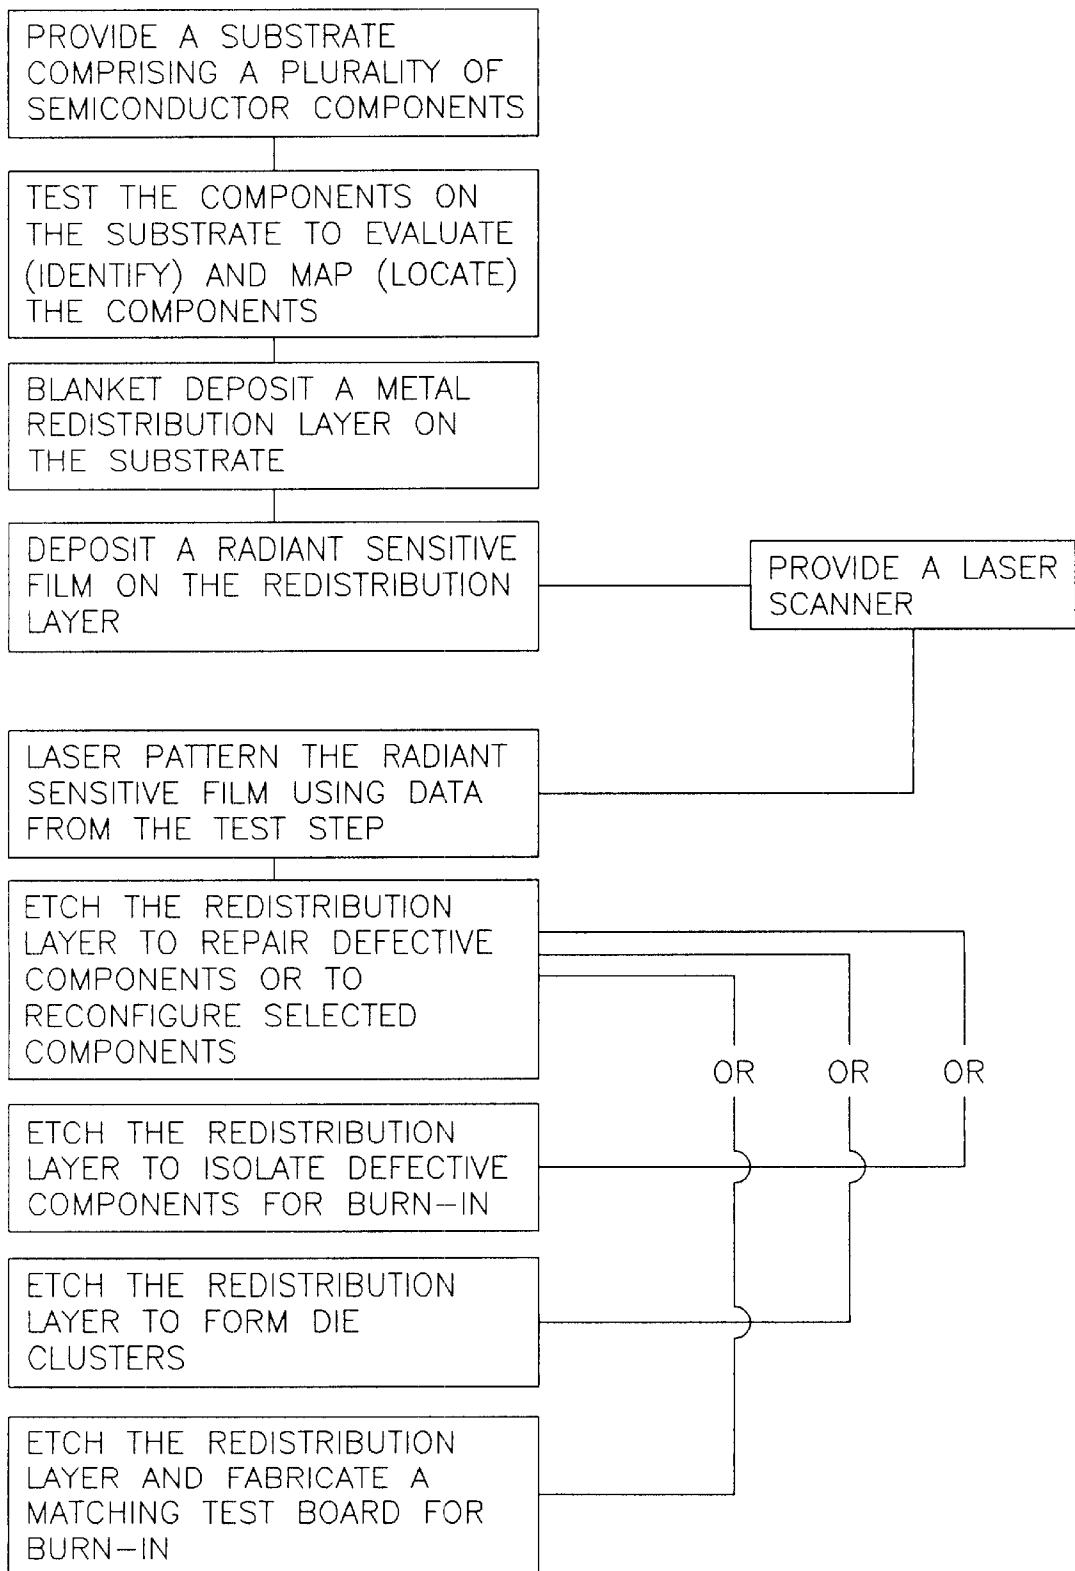 PROVIDE A SUBSTRATE
COMPRISING A PLURALITY OF
SEMICONDUCTOR COMPONENTS
TEST THE COMPONENTS ON
THE SUBSTRATE TO EVALUATE
(IDENTIFY) AND MAP (LOCATE)
THE COMPONENTS
BLANKET DEPOSIT A METAL
REDISTRIBUTION LAYER ON
THE SUBSTRATE
DEPOSIT A RADIANT SENSITIVE
FILM ON THE REDISTRIBUTION
LAYER
PROVIDE A LASER
SCANNER
LASER PATTERN THE RADIANT
SENSITIVE FILM USING DATA
FROM THE TEST STEP
ETCH THE REDISTRIBUTION
LAYER TO REPAIR DEFECTIVE
COMPONENTS OR TO
RECONFIGURE SELECTED
COMPONENTS
OR OR OR
ETCH THE REDISTRIBUTION
LAYER TO ISOLATE DEFECTIVE
COMPONENTS FOR BURN-IN
ETCH THE REDISTRIBUTION
LAYER TO FORM DIE
CLUSTERS
ETCH THE REDISTRIBUTION
LAYER AND FABRICATE A
MATCHING TEST BOARD FOR
BURN-IN